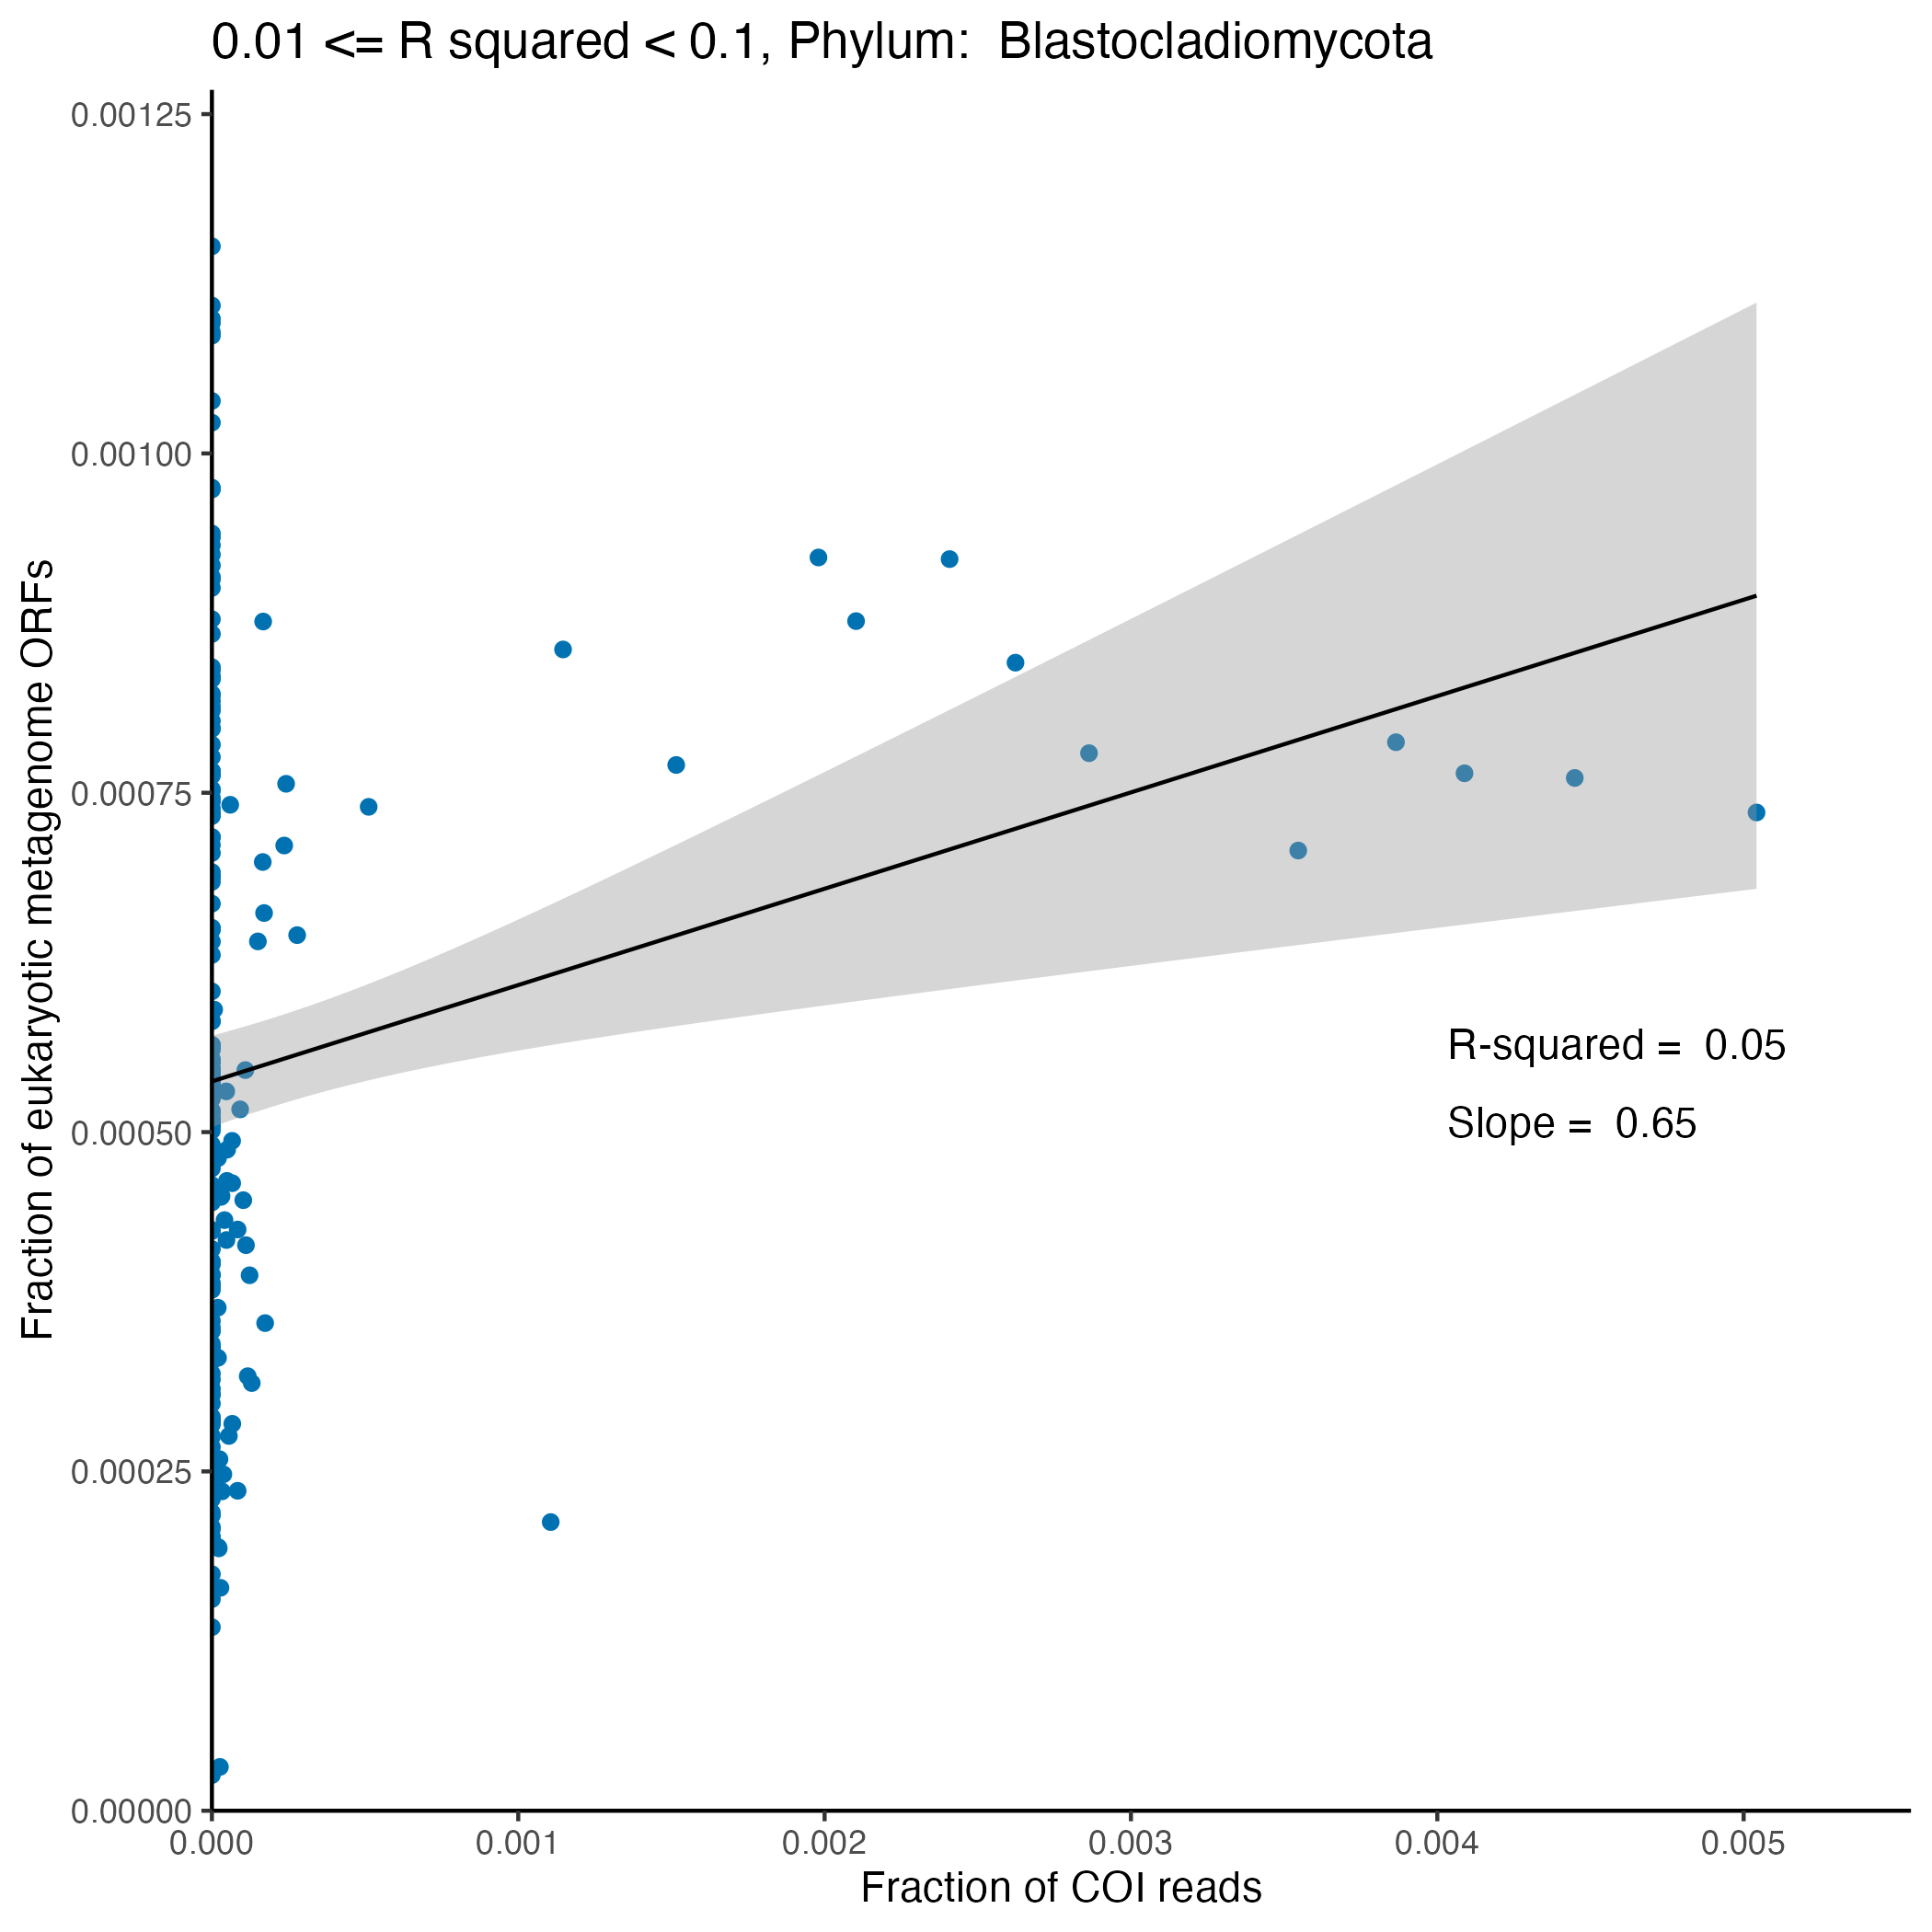 0.01 <= R squared < 0.1, Phylum:  Blastocladiomycota
0.00125
0.00100
0.00075
0.00050
0.00025
0.00000
Fraction of eukaryotic metagenome ORFs
R-squared =  0.05
Slope =  0.65
0.000 0.001 0.002 0.003 0.004 0.005
Fraction of COI reads